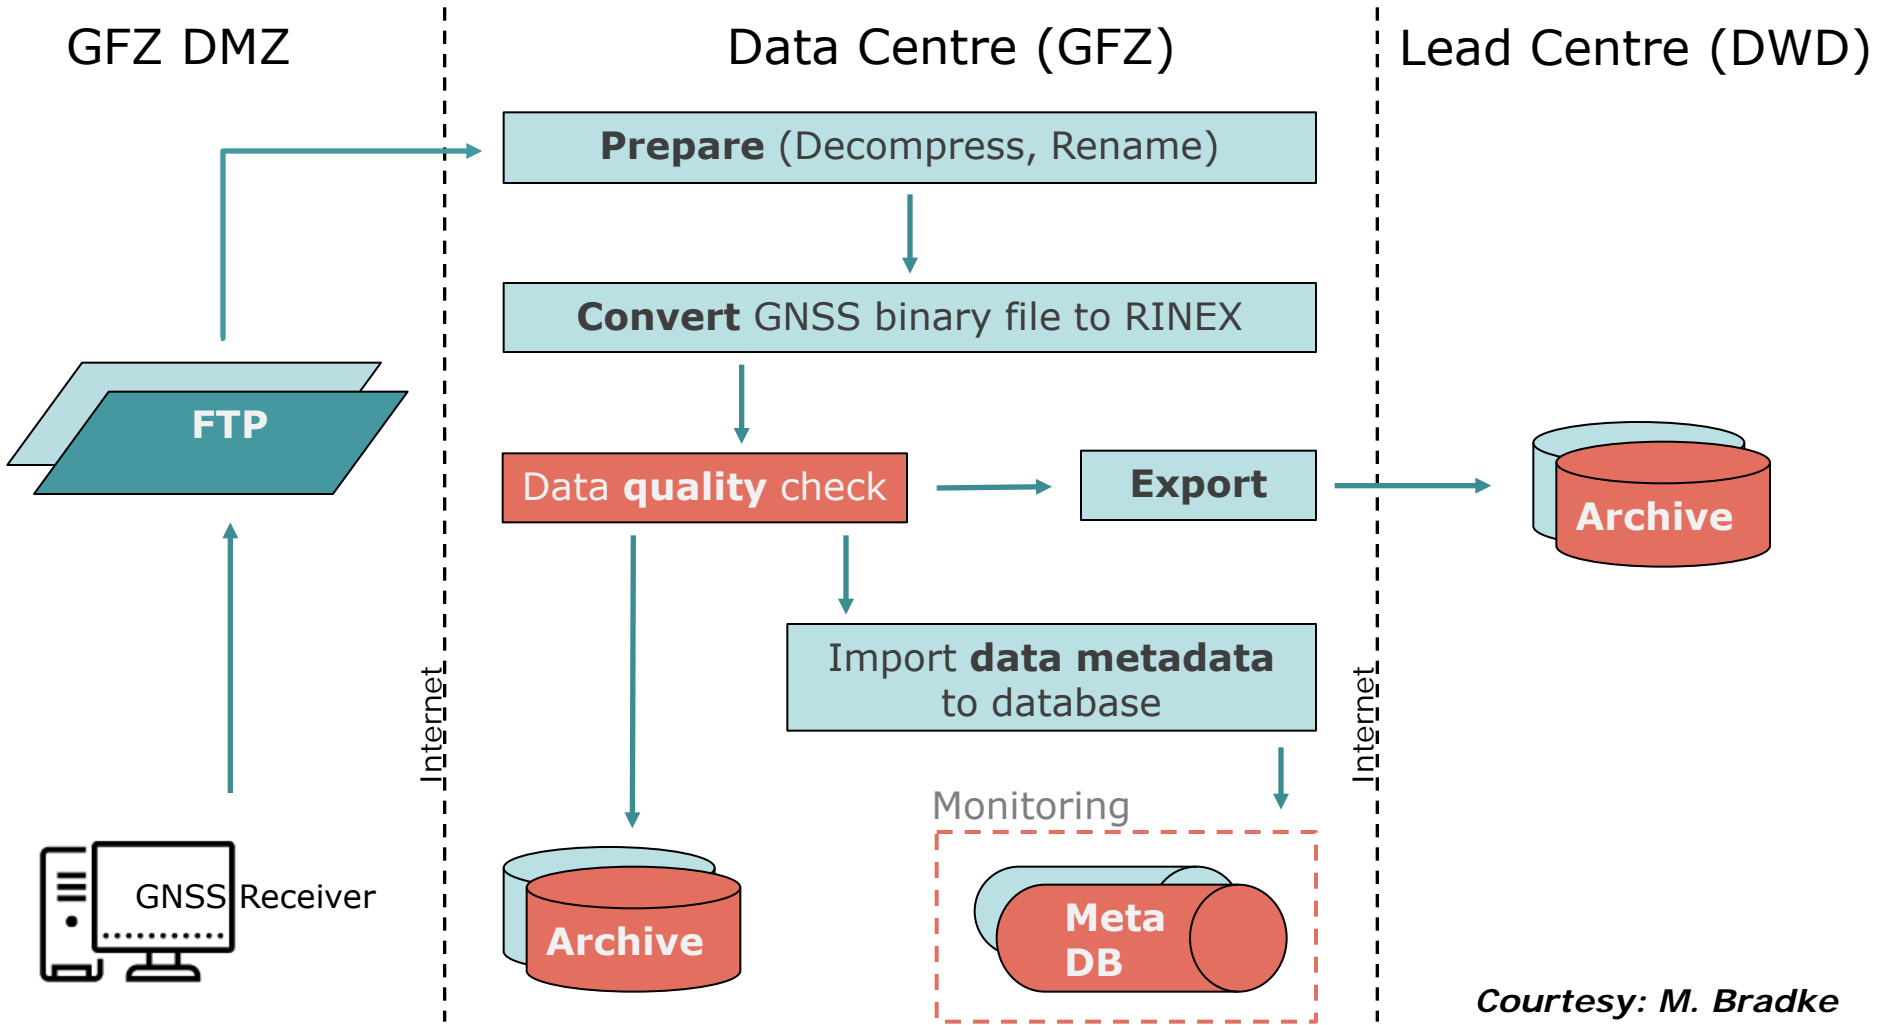 GFZ DMZ
Data Centre (GFZ)
Lead Centre (DWD)
Prepare (Decompress, Rename)
Convert GNSS binary file to RINEX
FTP
Data quality check
Export
Archive
Import data metadata
to database
Internet
Internet
Monitoring
GNSS Receiver
Archive
Meta
DB
Courtesy: M. Bradke